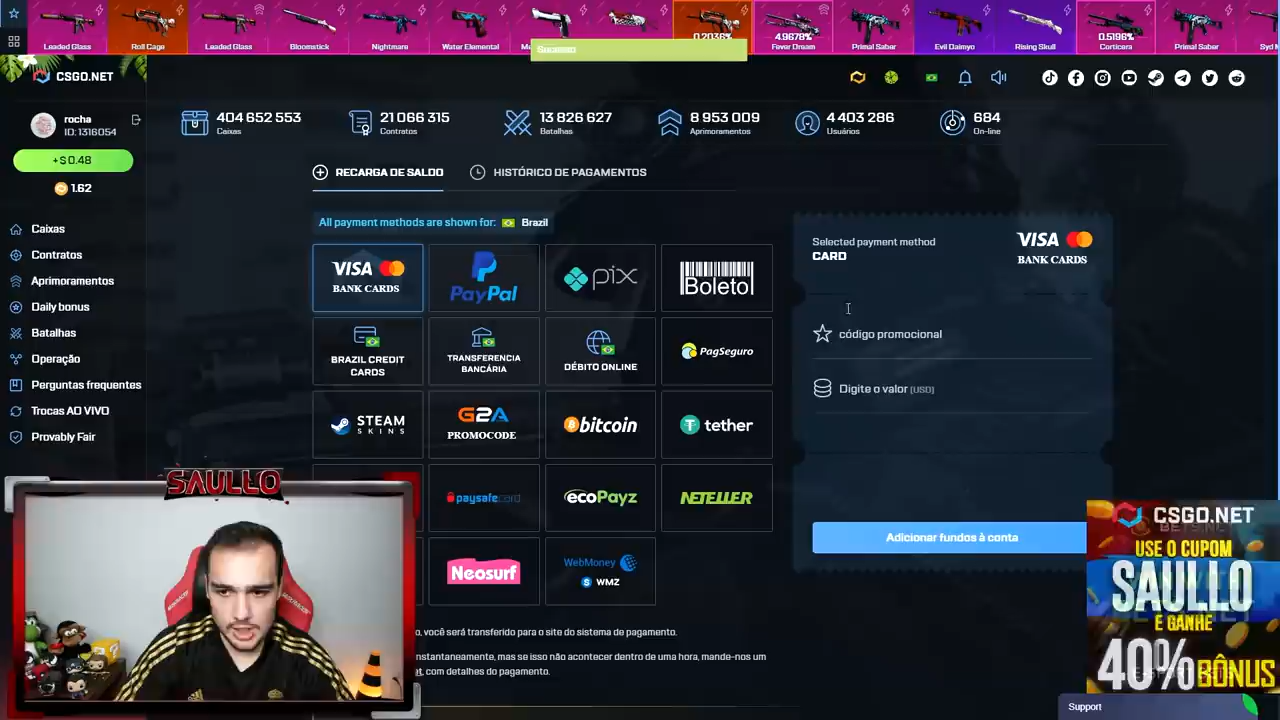 Leaded Glass
Roll Cage
Leaded Glass
Bloomstick
Nightmare
Water Elemental
0.2036%
4.9678%
Fever Dream
Primal Saber
Evil Daimyo
Rising Skull
0.5196%
Corticera
Primal Saber
Sucesso
CSGO.NET
rocha
ID:1316054
+$ 0.48
1.62
404 652 553
Caixas
21 066 315
Contratos
13 826 627
Batalhas
8 953 009
Aprimoramentos
4 403 286
Usuários
684
On-line
RECARGA DE SALDO
HISTÓRICO DE PAGAMENTOS
Caixas
Contratos
Aprimoramentos
Daily bonus
Batalhas
Operação
Perguntas frequentes
Trocas AO VIVO
Provably Fair
All payment methods are shown for: Brazil
VISA
BANK CARDS
PayPal
pix
Boleto
BRAZIL CREDIT
CARDS
TRANSFERENCIA
BANCÁRIA
DÉBITO ONLINE
PagSeguro
STEAM
SKINS
G2A
PROMOCODE
bitcoin
tether
paysafecard
ecoPayz
NETELLER
Neosurf
WebMoney
WMZ
o, você será transferido para o site do sistema de pagamento.
nstantaneamente, mas se isso não acontecer dentro de uma hora, mande-nos um
et, com detalhes do pagamento.
Selected payment method
CARD
VISA
BANK CARDS
código promocional
Digite o valor (USD)
Adicionar fundos à conta
SAULLO
CSGO.NET
USE O CUPOM
SAULLO
E GANHE
40% BÔNUS
Support